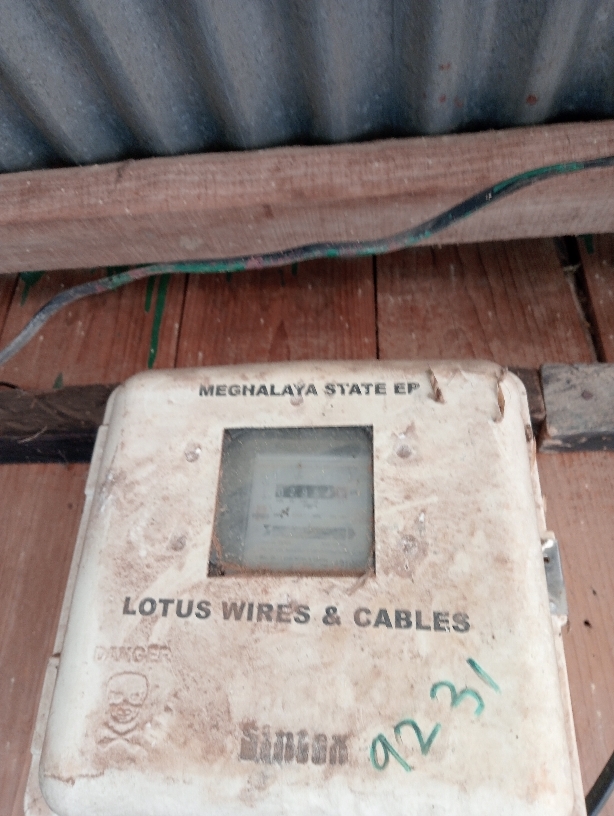 MEGHALAYA STATE EP
LOTUS WIRES & CABLES
DANGER
Sintex
9231